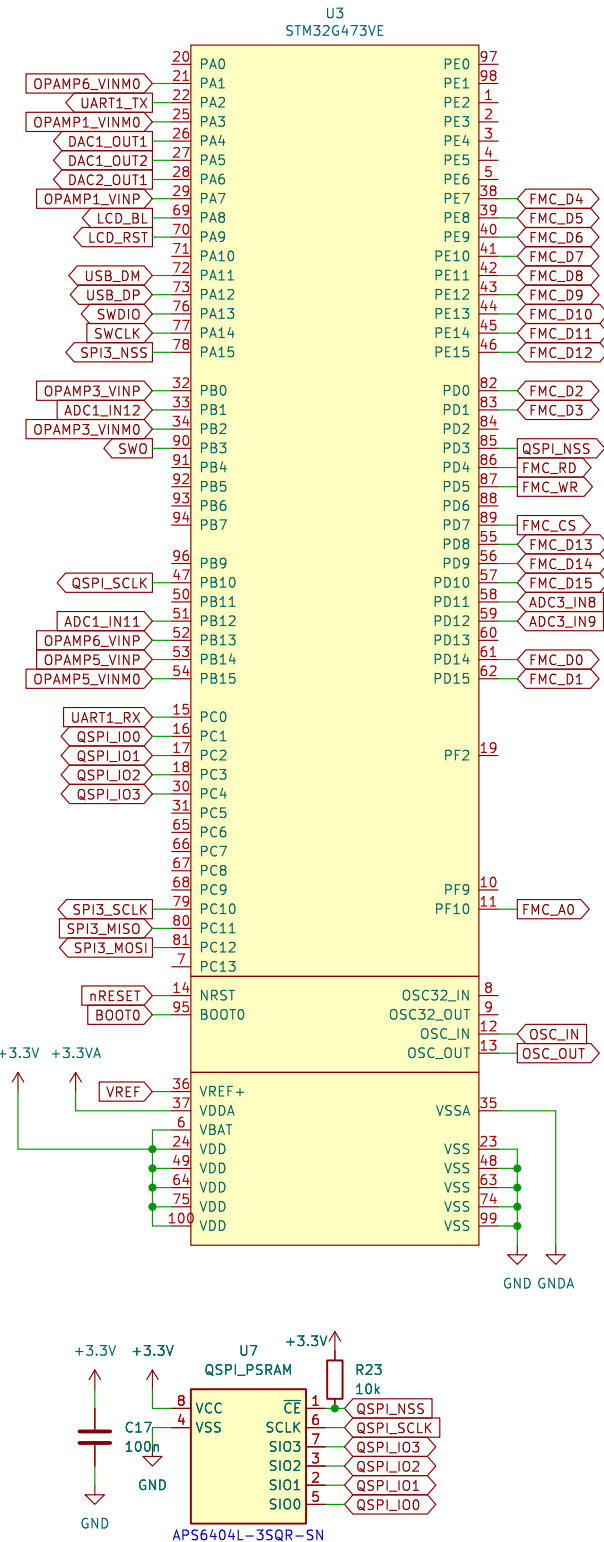 U3
STM32G473VE
20 PA0 PE0 97
OPAMP6_VINM0 21 PA1 PE1 98
UART1_TX 22 PA2 PE2 1
OPAMP1_VINM0 25 PA3 PE3 2
DAC1_OUT1 26 PA4 PE4 3
DAC1_OUT2 27 PA5 PE5 4
DAC2_OUT1 28 PA6 PE6 5
OPAMP1_VINP 29 PA7 PE7 38 FMC_D4
LCD_BL 69 PA8 PE8 39 FMC_D5
LCD_RST 70 PA9 PE9 40 FMC_D6
71 PA10 PE10 41 FMC_D7
USB_DM 72 PA11 PE11 42 FMC_D8
USB_DP 73 PA12 PE12 43 FMC_D9
SWDIO 76 PA13 PE13 44 FMC_D10
SWCLK 77 PA14 PE14 45 FMC_D11
SPI3_NSS 78 PA15 PE15 46 FMC_D12
OPAMP3_VINP 32 PB0 PD0 82 FMC_D2
ADC1_IN12 33 PB1 PD1 83 FMC_D3
OPAMP3_VINM0 34 PB2 PD2 84
SWO 90 PB3 PD3 85 QSPI_NSS
91 PB4 PD4 86 FMC_RD
92 PB5 PD5 87 FMC_WR
93 PB6 PD6 88
94 PB7 PD7 89 FMC_CS
PD8 55 FMC_D13
96 PB9 PD9 56 FMC_D14
QSPI_SCLK 47 PB10 PD10 57 FMC_D15
50 PB11 PD11 58 ADC3_IN8
ADC1_IN11 51 PB12 PD12 59 ADC3_IN9
OPAMP6_VINP 52 PB13 PD13 60
OPAMP5_VINP 53 PB14 PD14 61 FMC_D0
OPAMP5_VINM0 54 PB15 PD15 62 FMC_D1
UART1_RX 15 PC0
QSPI_IO0 16 PC1
QSPI_IO1 17 PC2 PF2 19
QSPI_IO2 18 PC3
QSPI_IO3 30 PC4
31 PC5
65 PC6
66 PC7
67 PC8
68 PC9 PF9 10
SPI3_SCLK 79 PC10 PF10 11 FMC_A0
SPI3_MISO 80 PC11
SPI3_MOSI 81 PC12
7 PC13
nRESET 14 NRST OSC32_IN 8
BOOT0 95 BOOT0 OSC32_OUT 9
OSC_IN 12 OSC_IN
OSC_OUT 13 OSC_OUT
+3.3V +3.3VA
VREF 36 VREF+
37 VDDA VSSA 35
6 VBAT
24 VDD VSS 23
49 VDD VSS 48
64 VDD VSS 63
75 VDD VSS 74
100 VDD VSS 99
GND GNDA
+3.3V +3.3V U7 +3.3V
QSPI_PSRAM R23
10k
8 VCC CE 1 QSPI_NSS
C17 4 VSS SCLK 6 QSPI_SCLK
100n SIO3 7 QSPI_IO3
SIO2 3 QSPI_IO2
GND SIO1 2 QSPI_IO1
SIO0 5 QSPI_IO0
GND
APS6404L-3SQR-SN